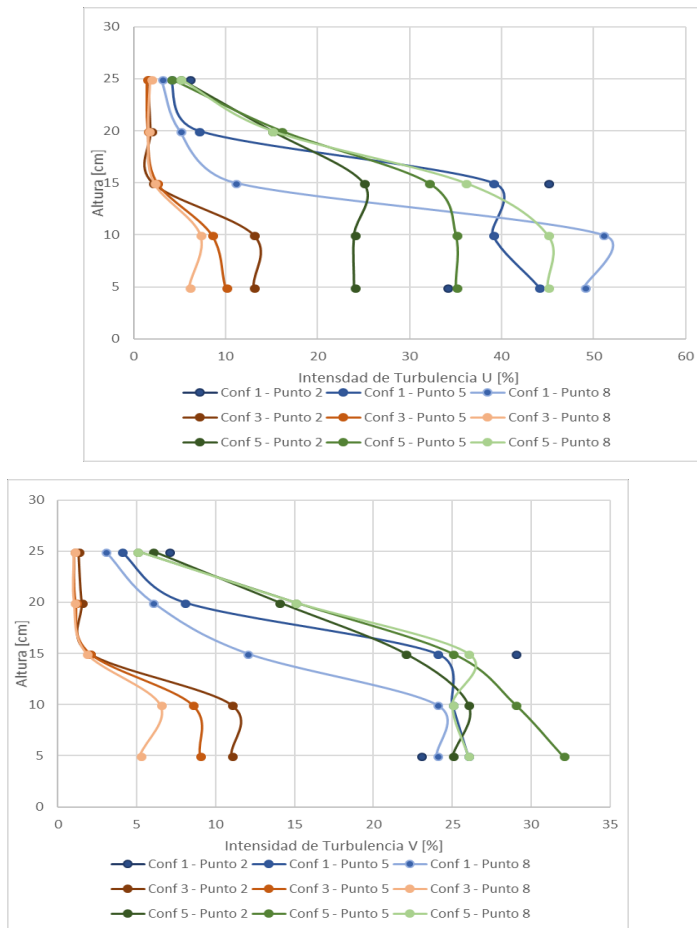 30
25
20
15
10
5
0
Altura [cm]
0 10 20 30 40 50 60
Intensdad de Turbulencia U [%]
Conf 1 - Punto 2 Conf 1 - Punto 5 Conf 1 - Punto 8
Conf 3 - Punto 2 Conf 3 - Punto 5 Conf 3 - Punto 8
Conf 5 - Punto 2 Conf 5 - Punto 5 Conf 5 - Punto 8
30
25
20
15
10
5
0
Altura [cm]
0 5 10 15 20 25 30 35
Intensidad de Turbulencia V [%]
Conf 1 - Punto 2 Conf 1 - Punto 5 Conf 1 - Punto 8
Conf 3 - Punto 2 Conf 3 - Punto 5 Conf 3 - Punto 8
Conf 5 - Punto 2 Conf 5 - Punto 5 Conf 5 - Punto 8